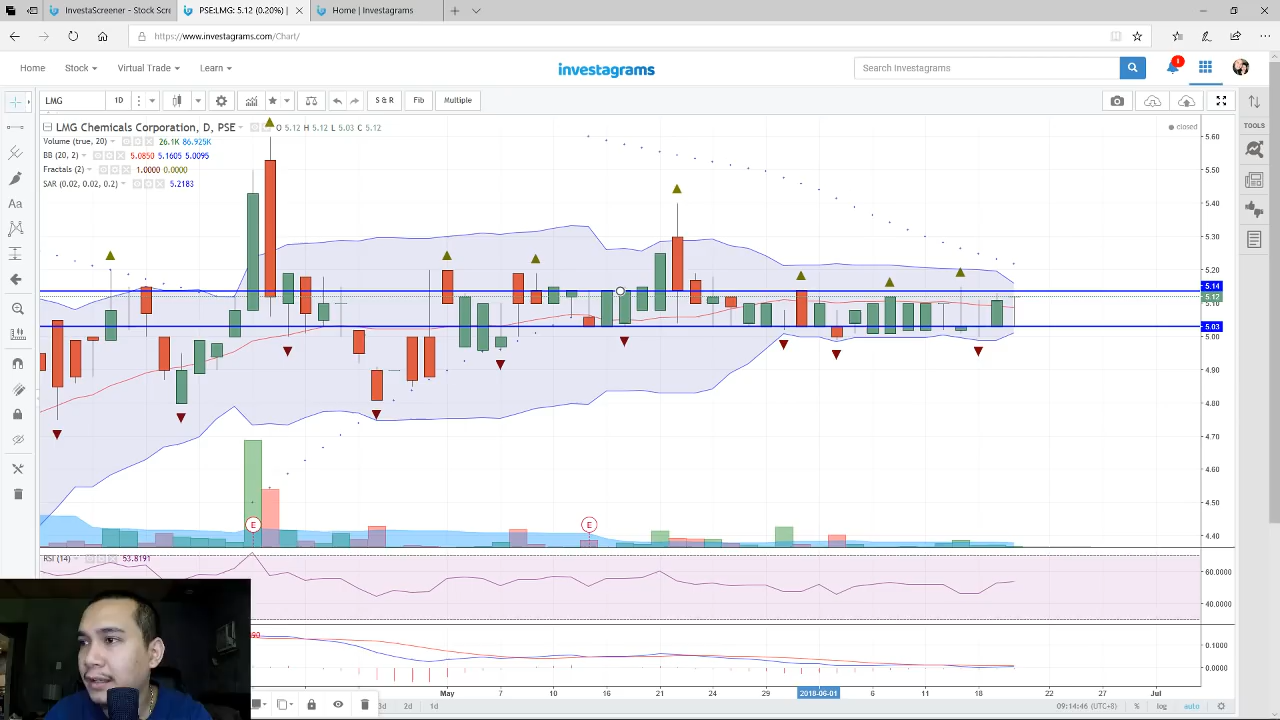 InvestaScreener - Stock Scre
PSE:LMG: 5.12 (0.20%) |
Home | Investagrams
https://www.investagrams.com/Chart/
Home
Stock
Virtual Trade
Learn
investagrams
Search Investagrams
1
LMG
1D
S & R
Fib
Multiple
TOOLS
LMG Chemicals Corporation, D, PSE
O 5.12 H 5.12 L 5.03 C 5.12
closed
Volume (true, 20)
26.1K 86.925K
BB (20, 2)
5.0850 5.1605 5.0095
Fractals (2)
1.0000 0.0000
SAR (0.02, 0.02, 0.2)
5.2183
5.60
5.50
5.40
5.30
5.20
5.14
5.12
5.10
5.03
5.00
4.90
4.80
4.70
4.60
4.50
4.40
E
E
RSI (14)
53.8191
60.0000
40.0000
0.1000
0.0000
May
7
10
16
21
24
29
2018-06-01
6
11
18
22
27
Jul
3d
5d
1d
09:14:46 (UTC+8)
%
log
auto